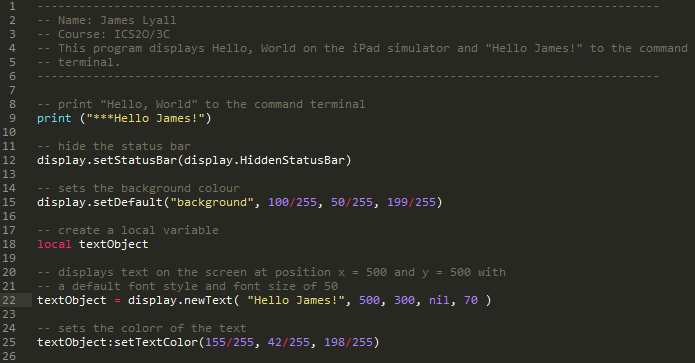 1 -----------------------------------------------------------------------------------------
2 -- Name: James Lyall
3 -- Course: ICS2O/3C
4 -- This program displays Hello, World on the iPad simulator and "Hello James!" to the command
5 -- terminal.
6 -----------------------------------------------------------------------------------------
7
8 -- print "Hello, World" to the command terminal
9 print ("***Hello James!")
10
11 -- hide the status bar
12 display.setStatusBar(display.HiddenStatusBar)
13
14 -- sets the background colour
15 display.setDefault("background", 100/255, 50/255, 199/255)
16
17 -- create a local variable
18 local textObject
19
20 -- displays text on the screen at position x = 500 and y = 500 with
21 -- a default font style and font size of 50
22 textObject = display.newText( "Hello James!", 500, 300, nil, 70 )
23
24 -- sets the colorr of the text
25 textObject:setTextColor(155/255, 42/255, 198/255)
26